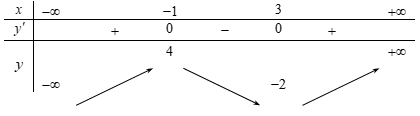 x −∞ −1 3 +∞
y′ + 0 − 0 +
4 +∞
y
−∞ −2